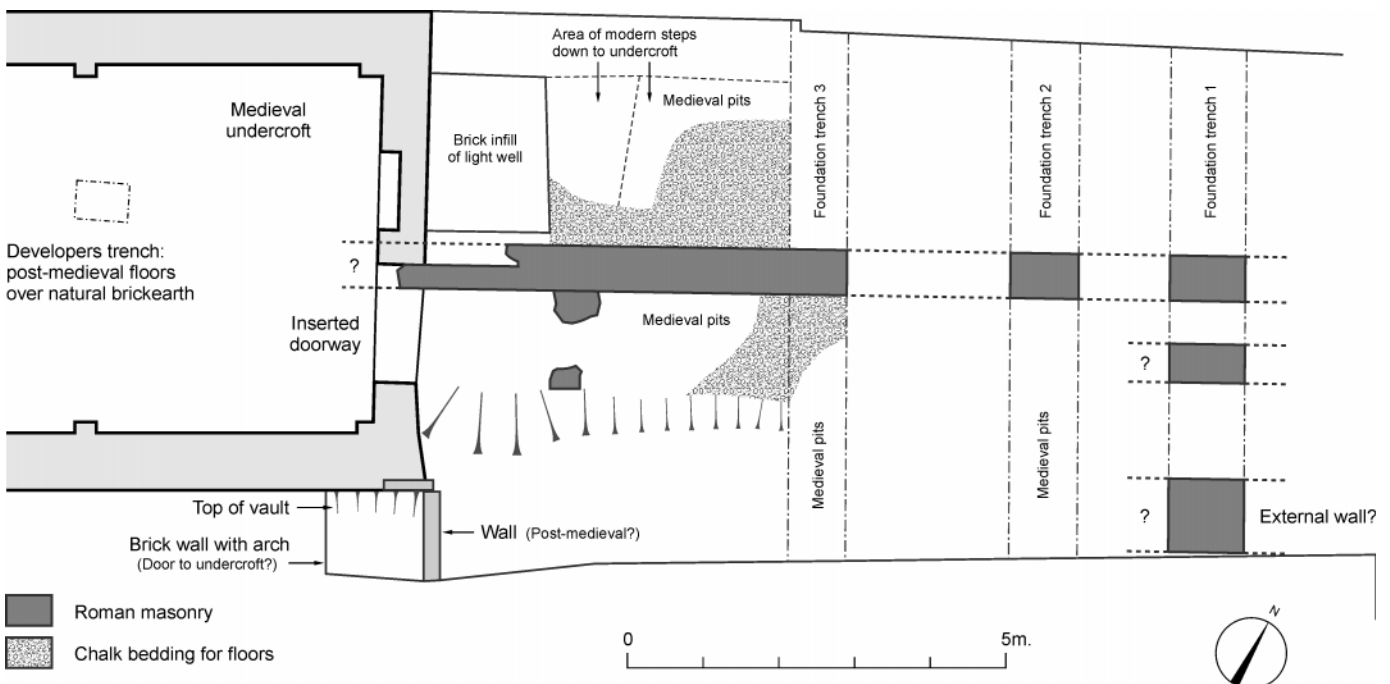 Area of modern steps
down to undercroft
Medieval pits
Medieval
undercroft
Brick infill
of light well
Foundation trench 3
Foundation trench 2
Foundation trench 1
Developers trench:
post-medieval floors
over natural brickearth
?
Inserted
doorway
Medieval pits
?
Medieval pits
Medieval pits
Top of vault
Wall (Post-medieval?)
?
External wall?
Brick wall with arch
(Door to undercroft?)
Roman masonry
Chalk bedding for floors
0
5m.
N